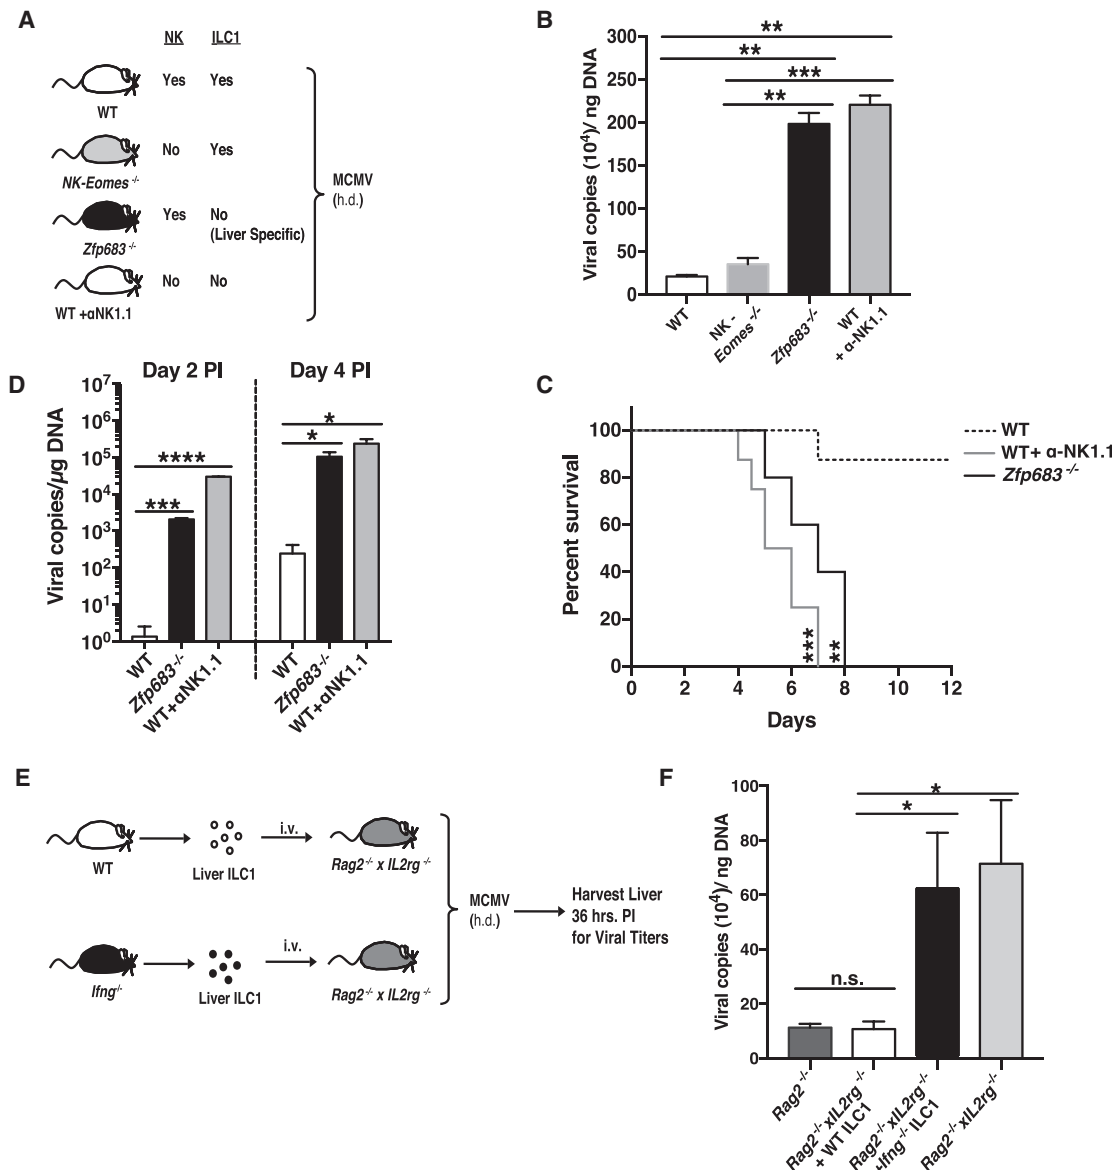 A
NK ILC1
Yes Yes
WT
No Yes
NK-Eomes -/-
Yes No
(Liver Specific)
Zfp683 -/-
No No
WT +αNK1.1
MCMV
(h.d.)
B
Viral copies (10⁴)/ ng DNA
300
250
200
150
100
50
0
**
**
***
**
WT
NK -
Eomes -/-
Zfp683 -/-
WT
+ α-NK1.1
D
Day 2 PI Day 4 PI
Viral copies/µg DNA
10⁷
10⁶
10⁵
10⁴
10³
10²
10¹
10⁰
****
***
*
*
WT
Zfp683 -/-
WT+αNK1.1
WT
Zfp683 -/-
WT+αNK1.1
C
Percent survival
100
80
60
40
20
0
0 2 4 6 8 10 12
Days
***
**
WT
WT+ α-NK1.1
Zfp683 -/-
E
WT
Liver ILC1
i.v.
Rag2 -/- x IL2rg -/-
Ifng -/-
Liver ILC1
i.v.
Rag2 -/- x IL2rg -/-
MCMV
(h.d.)
Harvest Liver
36 hrs. PI
for Viral Titers
F
Viral copies (10⁴)/ ng DNA
100
80
60
40
20
0
n.s.
*
*
Rag2 -/-
Rag2 -/- xIL2rg -/-
+ WT ILC1
Rag2 -/- xIL2rg -/-
+Ifng -/- ILC1
Rag2 -/- xIL2rg -/-